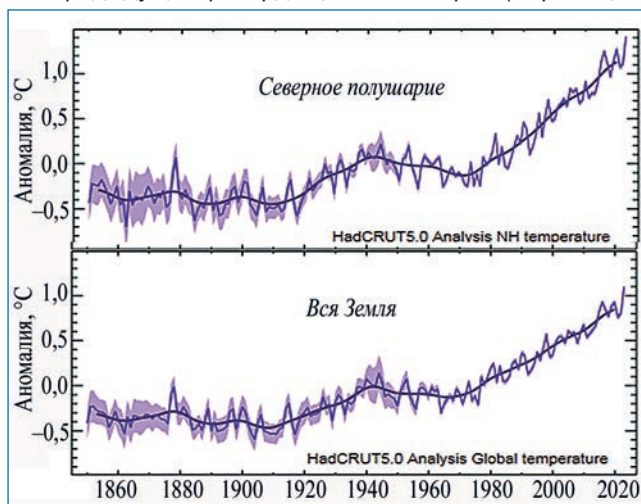 1,0
Северное полушарие
0,5
Аномалия, °C
0,0
–0,5
HadCRUT5.0 Analysis NH temperature
1,0
Вся Земля
0,5
Аномалия, °C
0,0
–0,5
HadCRUT5.0 Analysis Global temperature
1860 1880 1900 1920 1940 1960 1980 2000 2020